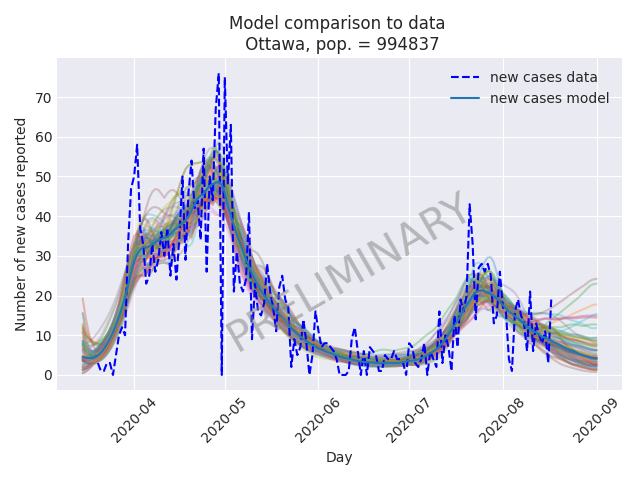 Model comparison to data
Ottawa, pop. = 994837
new cases data
new cases model
Number of new cases reported
70
60
50
40
30
20
10
0
PRELIMINARY
2020-04
2020-05
2020-06
2020-07
2020-08
2020-09
Day